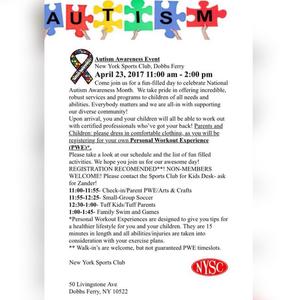 AUTISM
Autism Awareness Event
New York Sports Club, Dobbs Ferry
April 23, 2017 11:00 am - 2:00 pm
Come join us for a fun-filled day to celebrate National
Autism Awareness Month. We take pride in offering incredible,
robust services and programs to children of all needs and
abilities. Everybody matters and we are all-in with supporting our
diverse community!
Upon arrival, you and your children will all be able to work out
with certified professionals who've got your back! Parents and
Children: please dress in comfortable clothing, as you will be
registering for your own Personal Workout Experience
(PWE)*.
Please take a look at our schedule and the list of fun filled
activities. We hope you join us for our awesome day!
REGISTRATION RECOMENDED**! NON-MEMBERS
WELCOME! Please contact the Sports Club for Kids Desk- ask
for Zander!
11:00-11:55- Check-in/Parent PWE/Arts & Crafts
11:55-12:25- Small-Group Soccer
12:30-1:00- Tuff Kids/Tuff Parents
1:00-1:45- Family Swim and Games
*Personal Workout Experiences are designed to give you tips for
a healthier lifestyle for you and your children. They are 15
minutes in length and all abilities/injuries are taken into
consideration with your exercise plans.
** Walk-in's are welcome, but not guaranteed PWE timeslots.
New York Sports Club
NYSC
50 Livingstone Ave
Dobbs Ferry, NY 10522